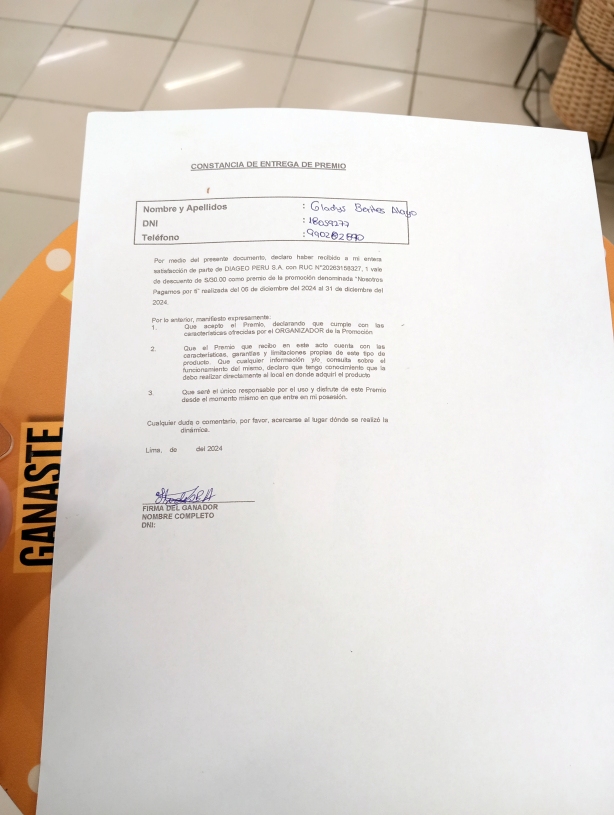 CONSTANCIA DE ENTREGA DE PREMIO
Nombre y Apellidos : Gladys Benites Alayo
DNI : 18059277
Teléfono :
Por medio del presente documento, declaro haber recibido a mi entera
satisfacción de parte de DIAGEO PERU S.A. con RUC N°20263158327, 1 vale
de descuento de S/30.00 como premio de la promoción denominada "Nosotros
Pagamos por ti" realizada del 06 de diciembre del 2024 al 31 de diciembre del
2024.
Por lo anterior, manifiesto expresamente:
1. Que acepto el Premio, declarando que cumple con las
características ofrecidas por el ORGANIZADOR de la Promoción
2. Que el Premio que recibo en este acto cuenta con las
características, garantías y limitaciones propias de este tipo de
producto. Que cualquier información y/o consulta sobre el
funcionamiento del mismo, declaro que tengo conocimiento que la
debo realizar directamente al local en donde adquirí el producto
3. Que seré el único responsable por el uso y disfrute de este Premio
desde el momento mismo en que entre en mi posesión.
Cualquier duda o comentario, por favor, acercarse al lugar dónde se realizó la
dinámica.
Lima, de del 2024
FIRMA DEL GANADOR
NOMBRE COMPLETO
DNI:
GANASTE